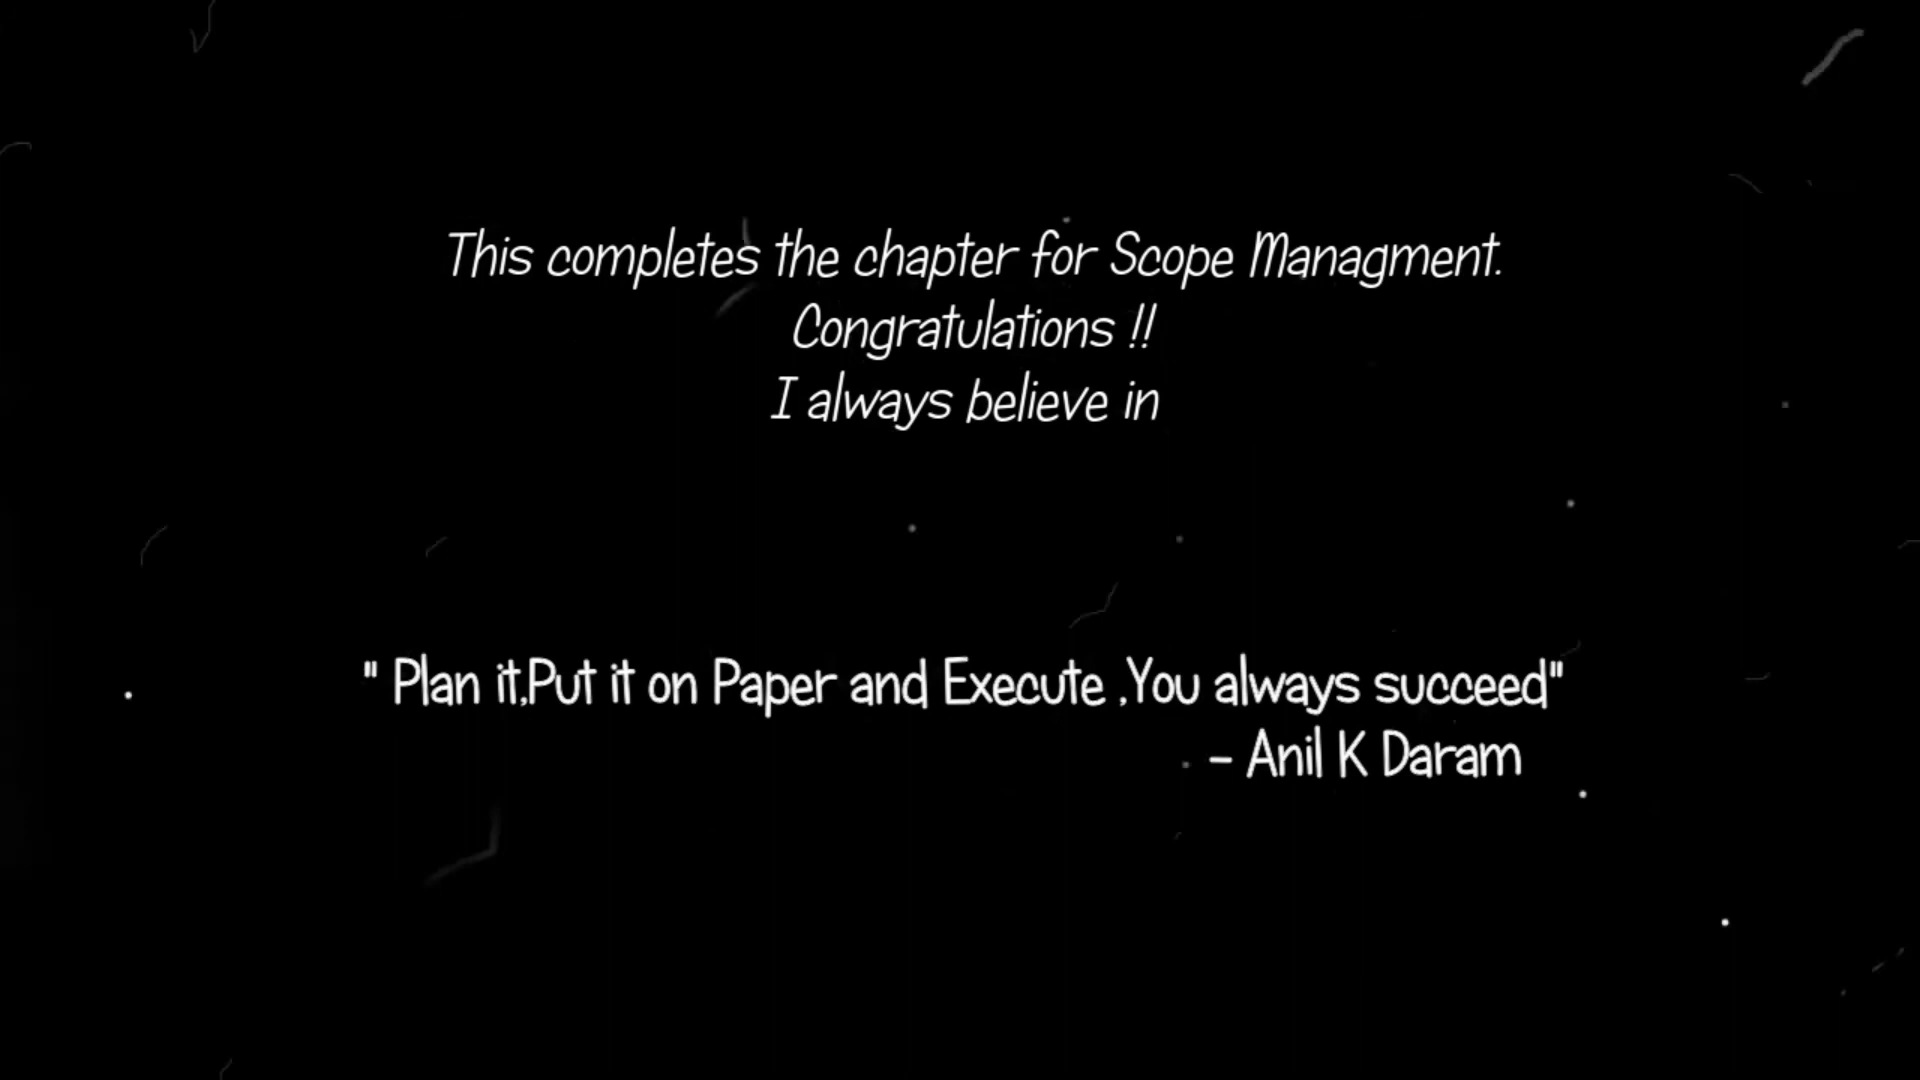 This completes the chapter for Scope Managment.
Congratulations !!
I always believe in
" Plan it,Put it on Paper and Execute ,You always succeed"
- Anil K Daram